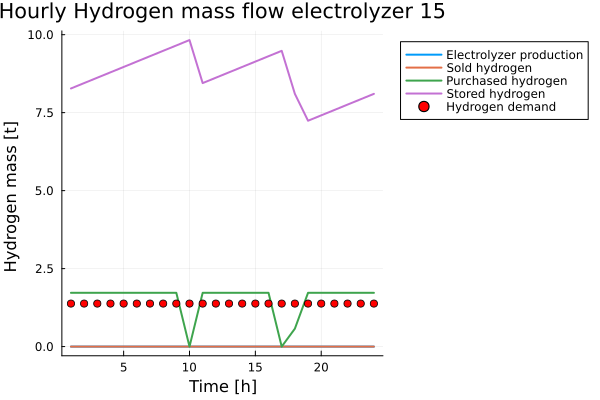 Hourly Hydrogen mass flow electrolyzer 15
10.0
7.5
5.0
2.5
0.0
Hydrogen mass [t]
5
10
15
20
Time [h]
Electrolyzer production
Sold hydrogen
Purchased hydrogen
Stored hydrogen
Hydrogen demand